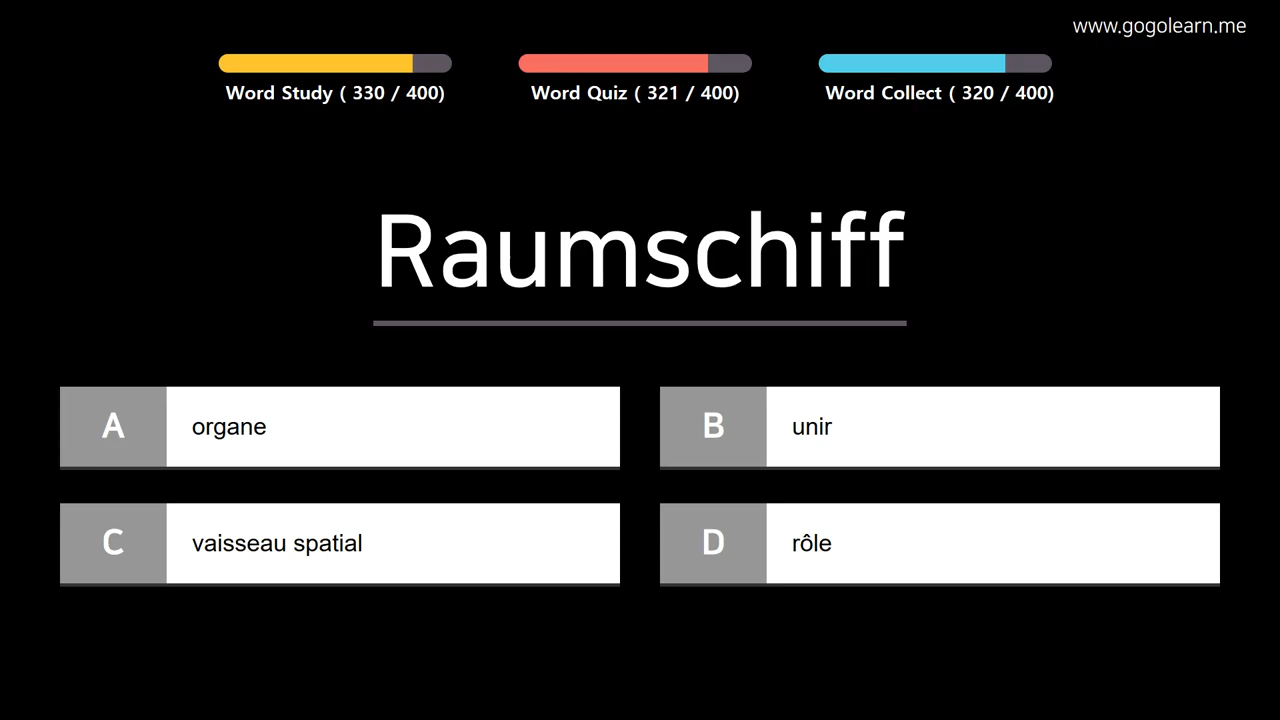 www.gogolearn.me
Word Study ( 330 / 400)
Word Quiz ( 321 / 400)
Word Collect ( 320 / 400)
Raumschiff
A organe
B unir
C vaisseau spatial
D rôle